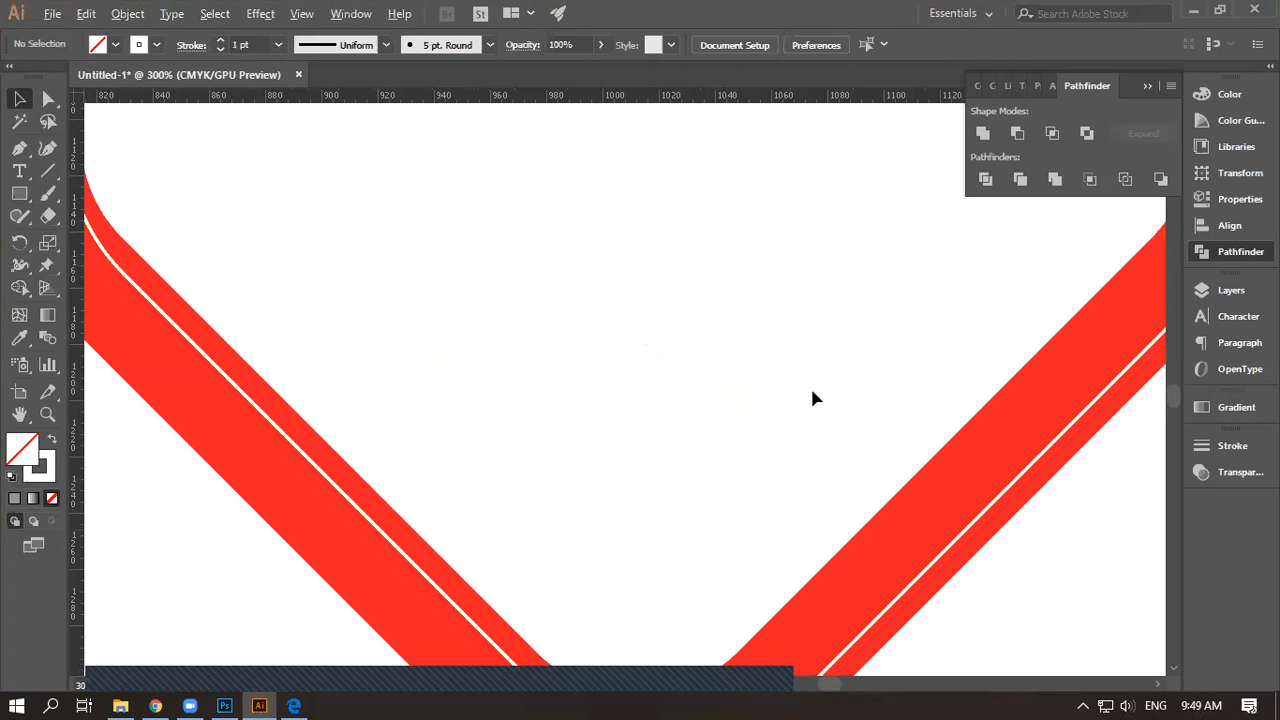 Ai File Edit Object Type Select Effect View Window Help Br St Essentials Search Adobe Stock
No Selection Stroke: 1 pt Uniform 5 pt. Round Opacity: 100% Style: Document Setup Preferences
Untitled-1* @ 300% (CMYK/GPU Preview)
820 840 860 880 900 920 940 960 980 1000 1020 1040 1060 1080 1100 1120
Pathfinder
Shape Modes:
Expand
Pathfinders:
Color
Color Gu...
Libraries
Transform
Properties
Align
Pathfinder
Layers
Character
Paragraph
OpenType
Gradient
Stroke
Transpar...
30
Ps Ai ENG 9:49 AM